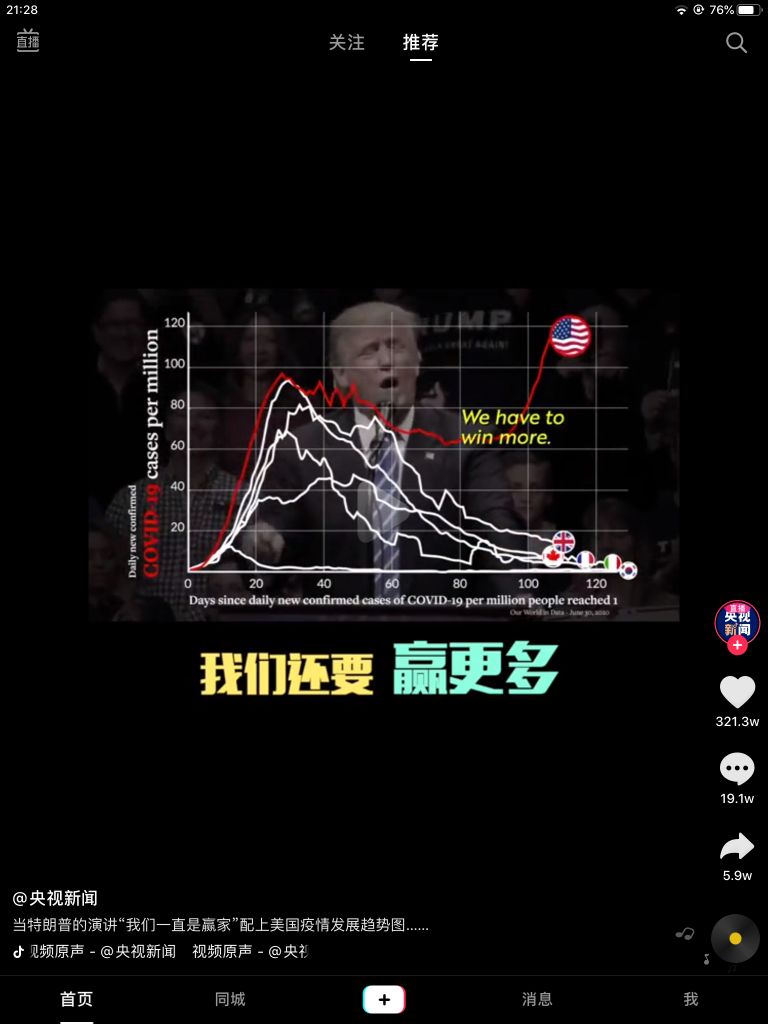 21:28
76%
直播
关注
推荐
TRUMP
120
100
80
60
40
20
Daily new confirmed
COVID-19 cases per million
We have to
win more.
0 20 40 60 80 100 120
Days since daily new confirmed cases of COVID-19 per million people reached 1
Our World in Data - June 30, 2020
我们还要 赢更多
直播
央视
新闻
321.3w
19.1w
5.9w
@央视新闻
当特朗普的演讲“我们一直是赢家”配上美国疫情发展趋势图......
视频原声 - @央视新闻 视频原声 - @央视
首页
同城
消息
我